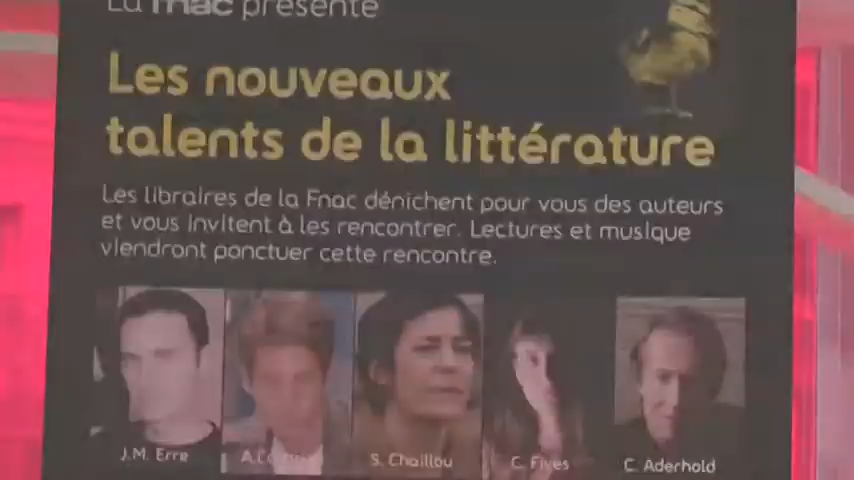 La fnac présente
Les nouveaux
talents de la littérature
Les libraires de la Fnac dénichent pour vous des auteurs
et vous invitent à les rencontrer. Lectures et musique
viendront ponctuer cette rencontre.
J.M. Erre
S. Chaillou
C. Fives
C. Aderhold